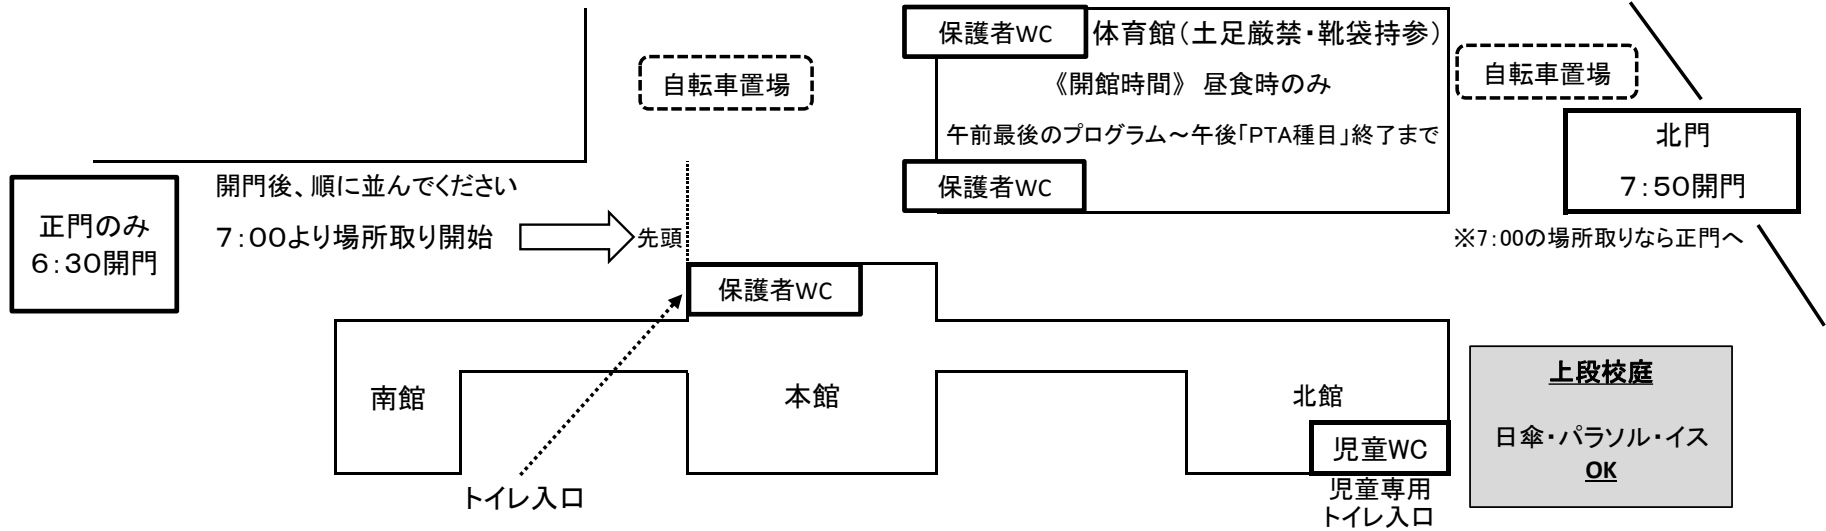 保護者WC
体育館(土足厳禁・靴袋持参)
自転車置場
自転車置場
《開館時間》 昼食時のみ
午前最後のプログラム～午後「PTA種目」終了まで
保護者WC
北門
7:50開門
※7:00の場所取りなら正門へ
正門のみ
6:30開門
開門後、順に並んでください
7:00より場所取り開始
先頭
保護者WC
南館
本館
北館
児童WC
児童専用
トイレ入口
トイレ入口
上段校庭
日傘・パラソル・イス
OK